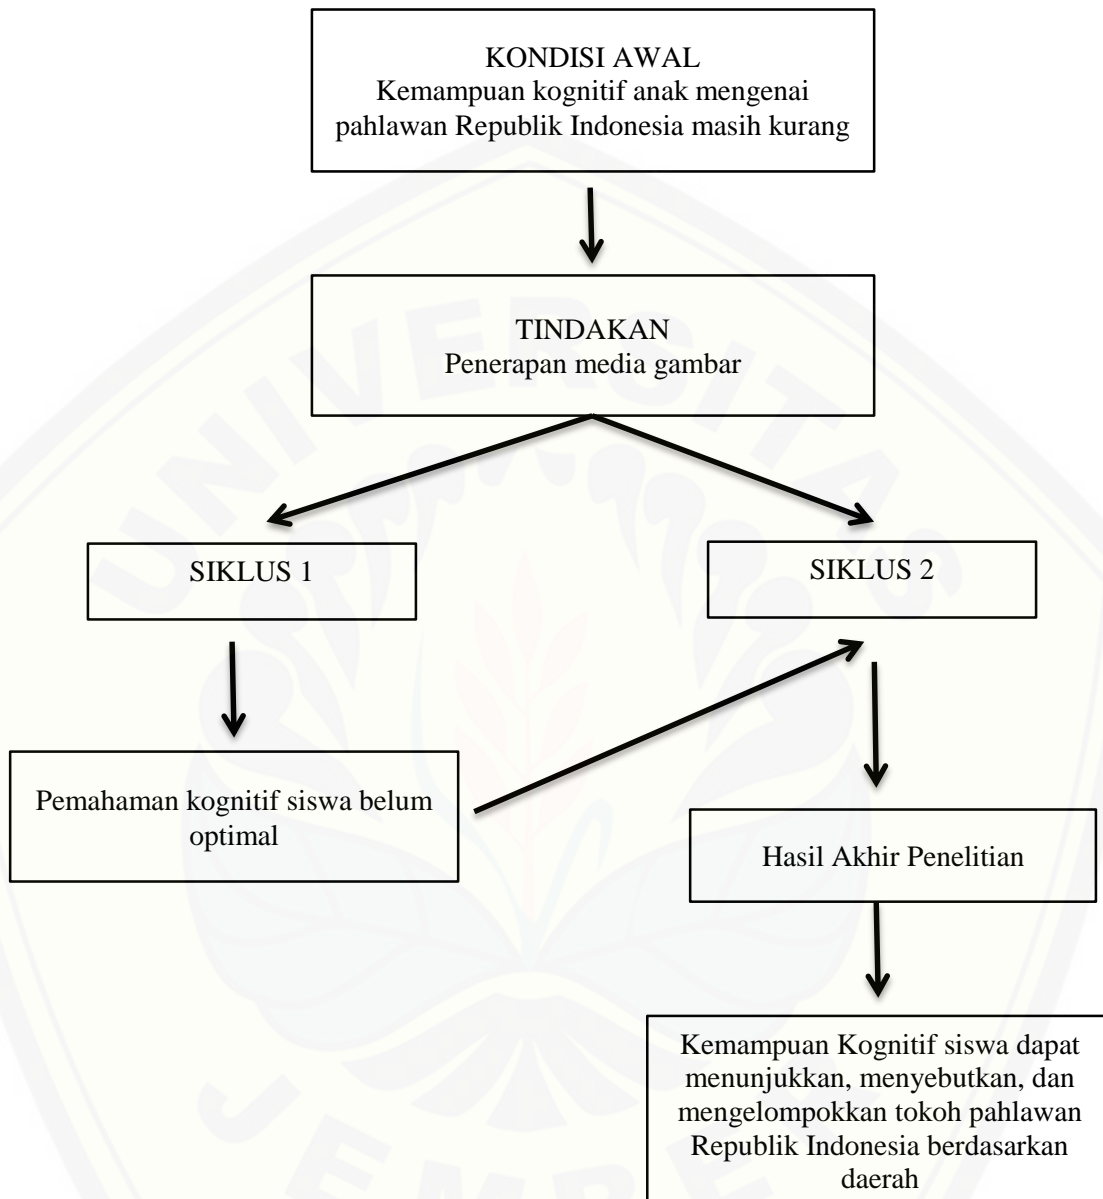 KONDISI AWAL
Kemampuan kognitif anak mengenai
pahlawan Republik Indonesia masih kurang
TINDAKAN
Penerapan media gambar
SIKLUS 1
SIKLUS 2
Pemahaman kognitif siswa belum
optimal
Hasil Akhir Penelitian
Kemampuan Kognitif siswa dapat
menunjukkan, menyebutkan, dan
mengelompokkan tokoh pahlawan
Republik Indonesia berdasarkan
daerah
UNIVERSITAS
JEMBER